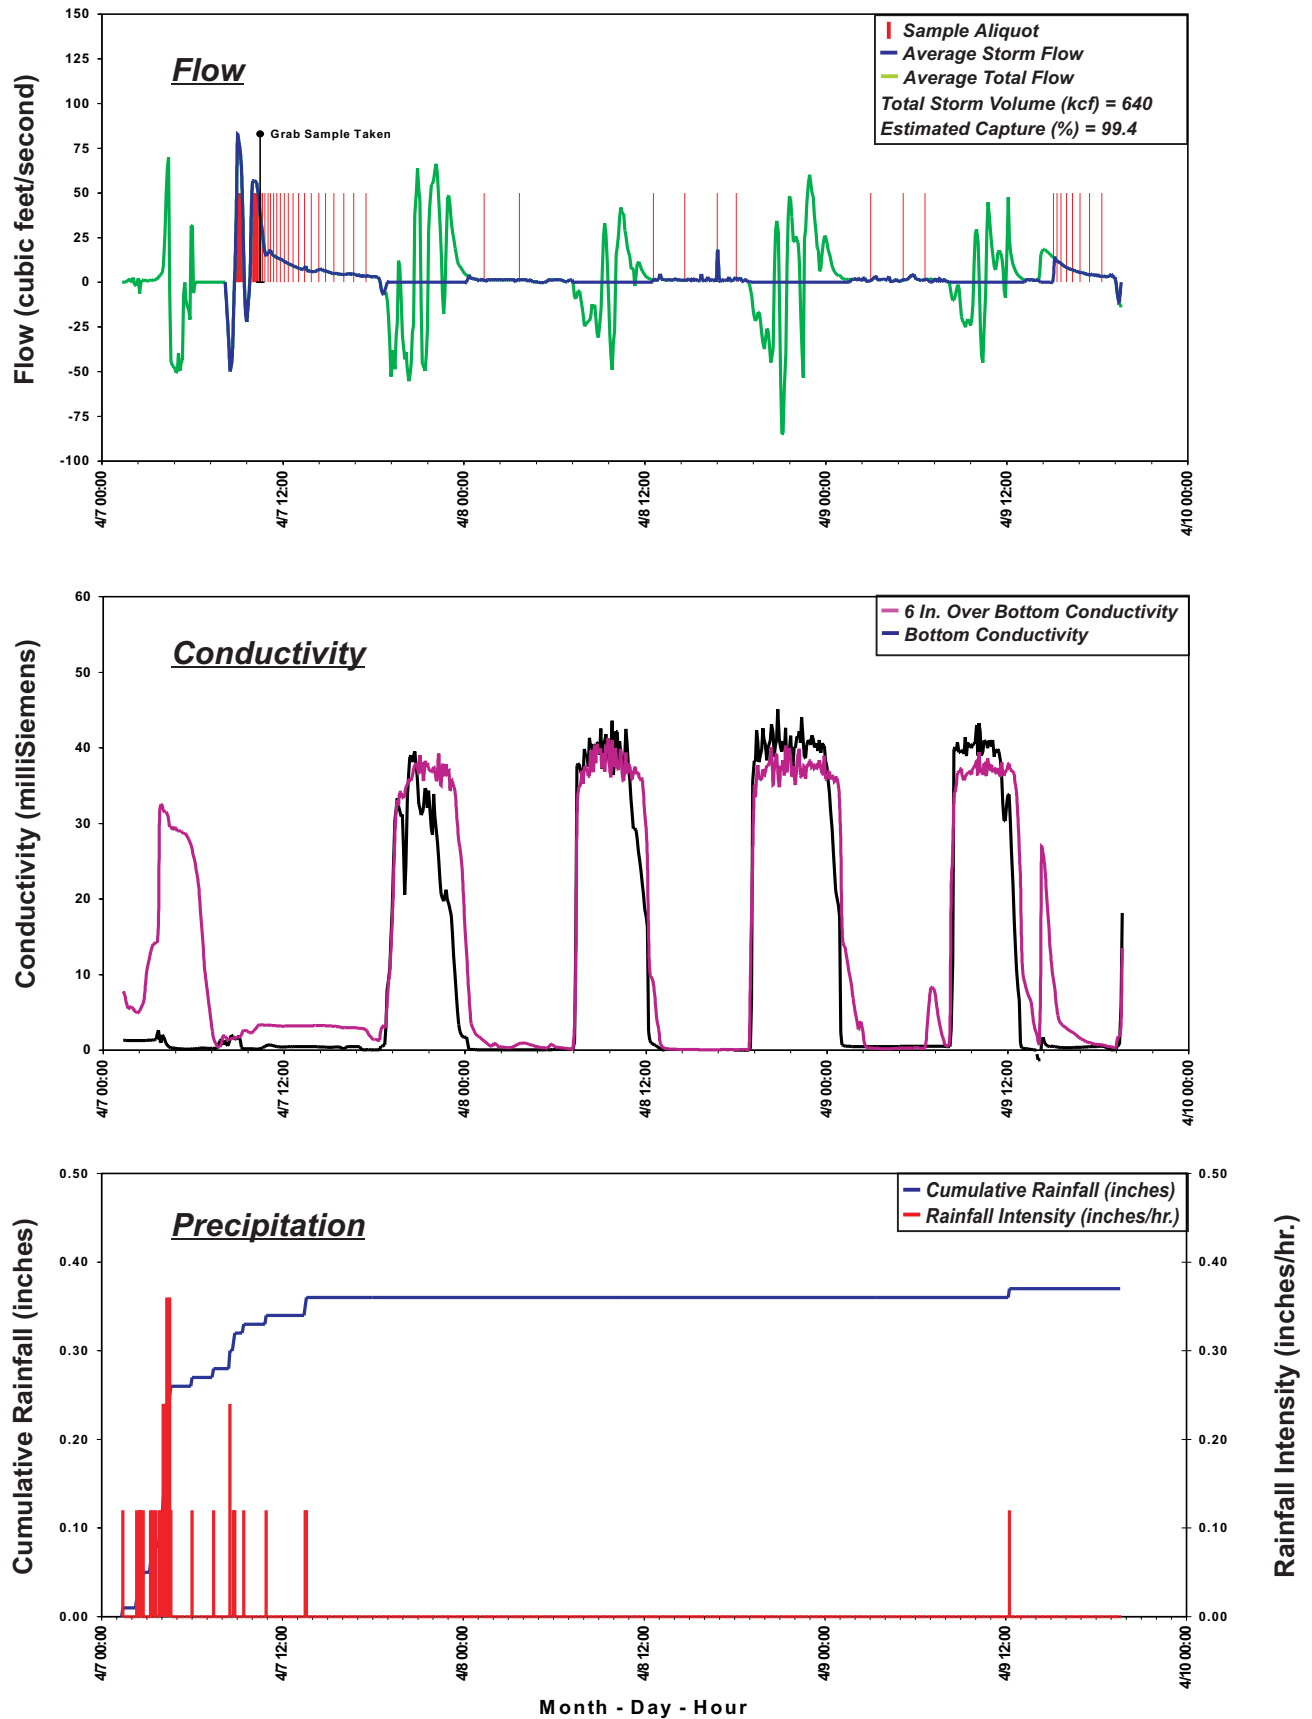 Flow
Sample Aliquot
Average Storm Flow
Average Total Flow
Total Storm Volume (kcf) = 640
Estimated Capture (%) = 99.4
Grab Sample Taken
Flow (cubic feet/second)
150
125
100
75
50
25
0
-25
-50
-75
-100
4/7 00:00
4/7 12:00
4/8 00:00
4/8 12:00
4/9 00:00
4/9 12:00
4/10 00:00
Conductivity
6 In. Over Bottom Conductivity
Bottom Conductivity
Conductivity (milliSiemens)
60
50
40
30
20
10
0
4/7 00:00
4/7 12:00
4/8 00:00
4/8 12:00
4/9 00:00
4/9 12:00
4/10 00:00
Precipitation
Cumulative Rainfall (inches)
Rainfall Intensity (inches/hr.)
Cumulative Rainfall (inches)
0.50
0.40
0.30
0.20
0.10
0.00
0.50
0.40
0.30
0.20
0.10
0.00
Rainfall Intensity (inches/hr.)
4/7 00:00
4/7 12:00
4/8 00:00
4/8 12:00
4/9 00:00
4/9 12:00
4/10 00:00
Month - Day - Hour